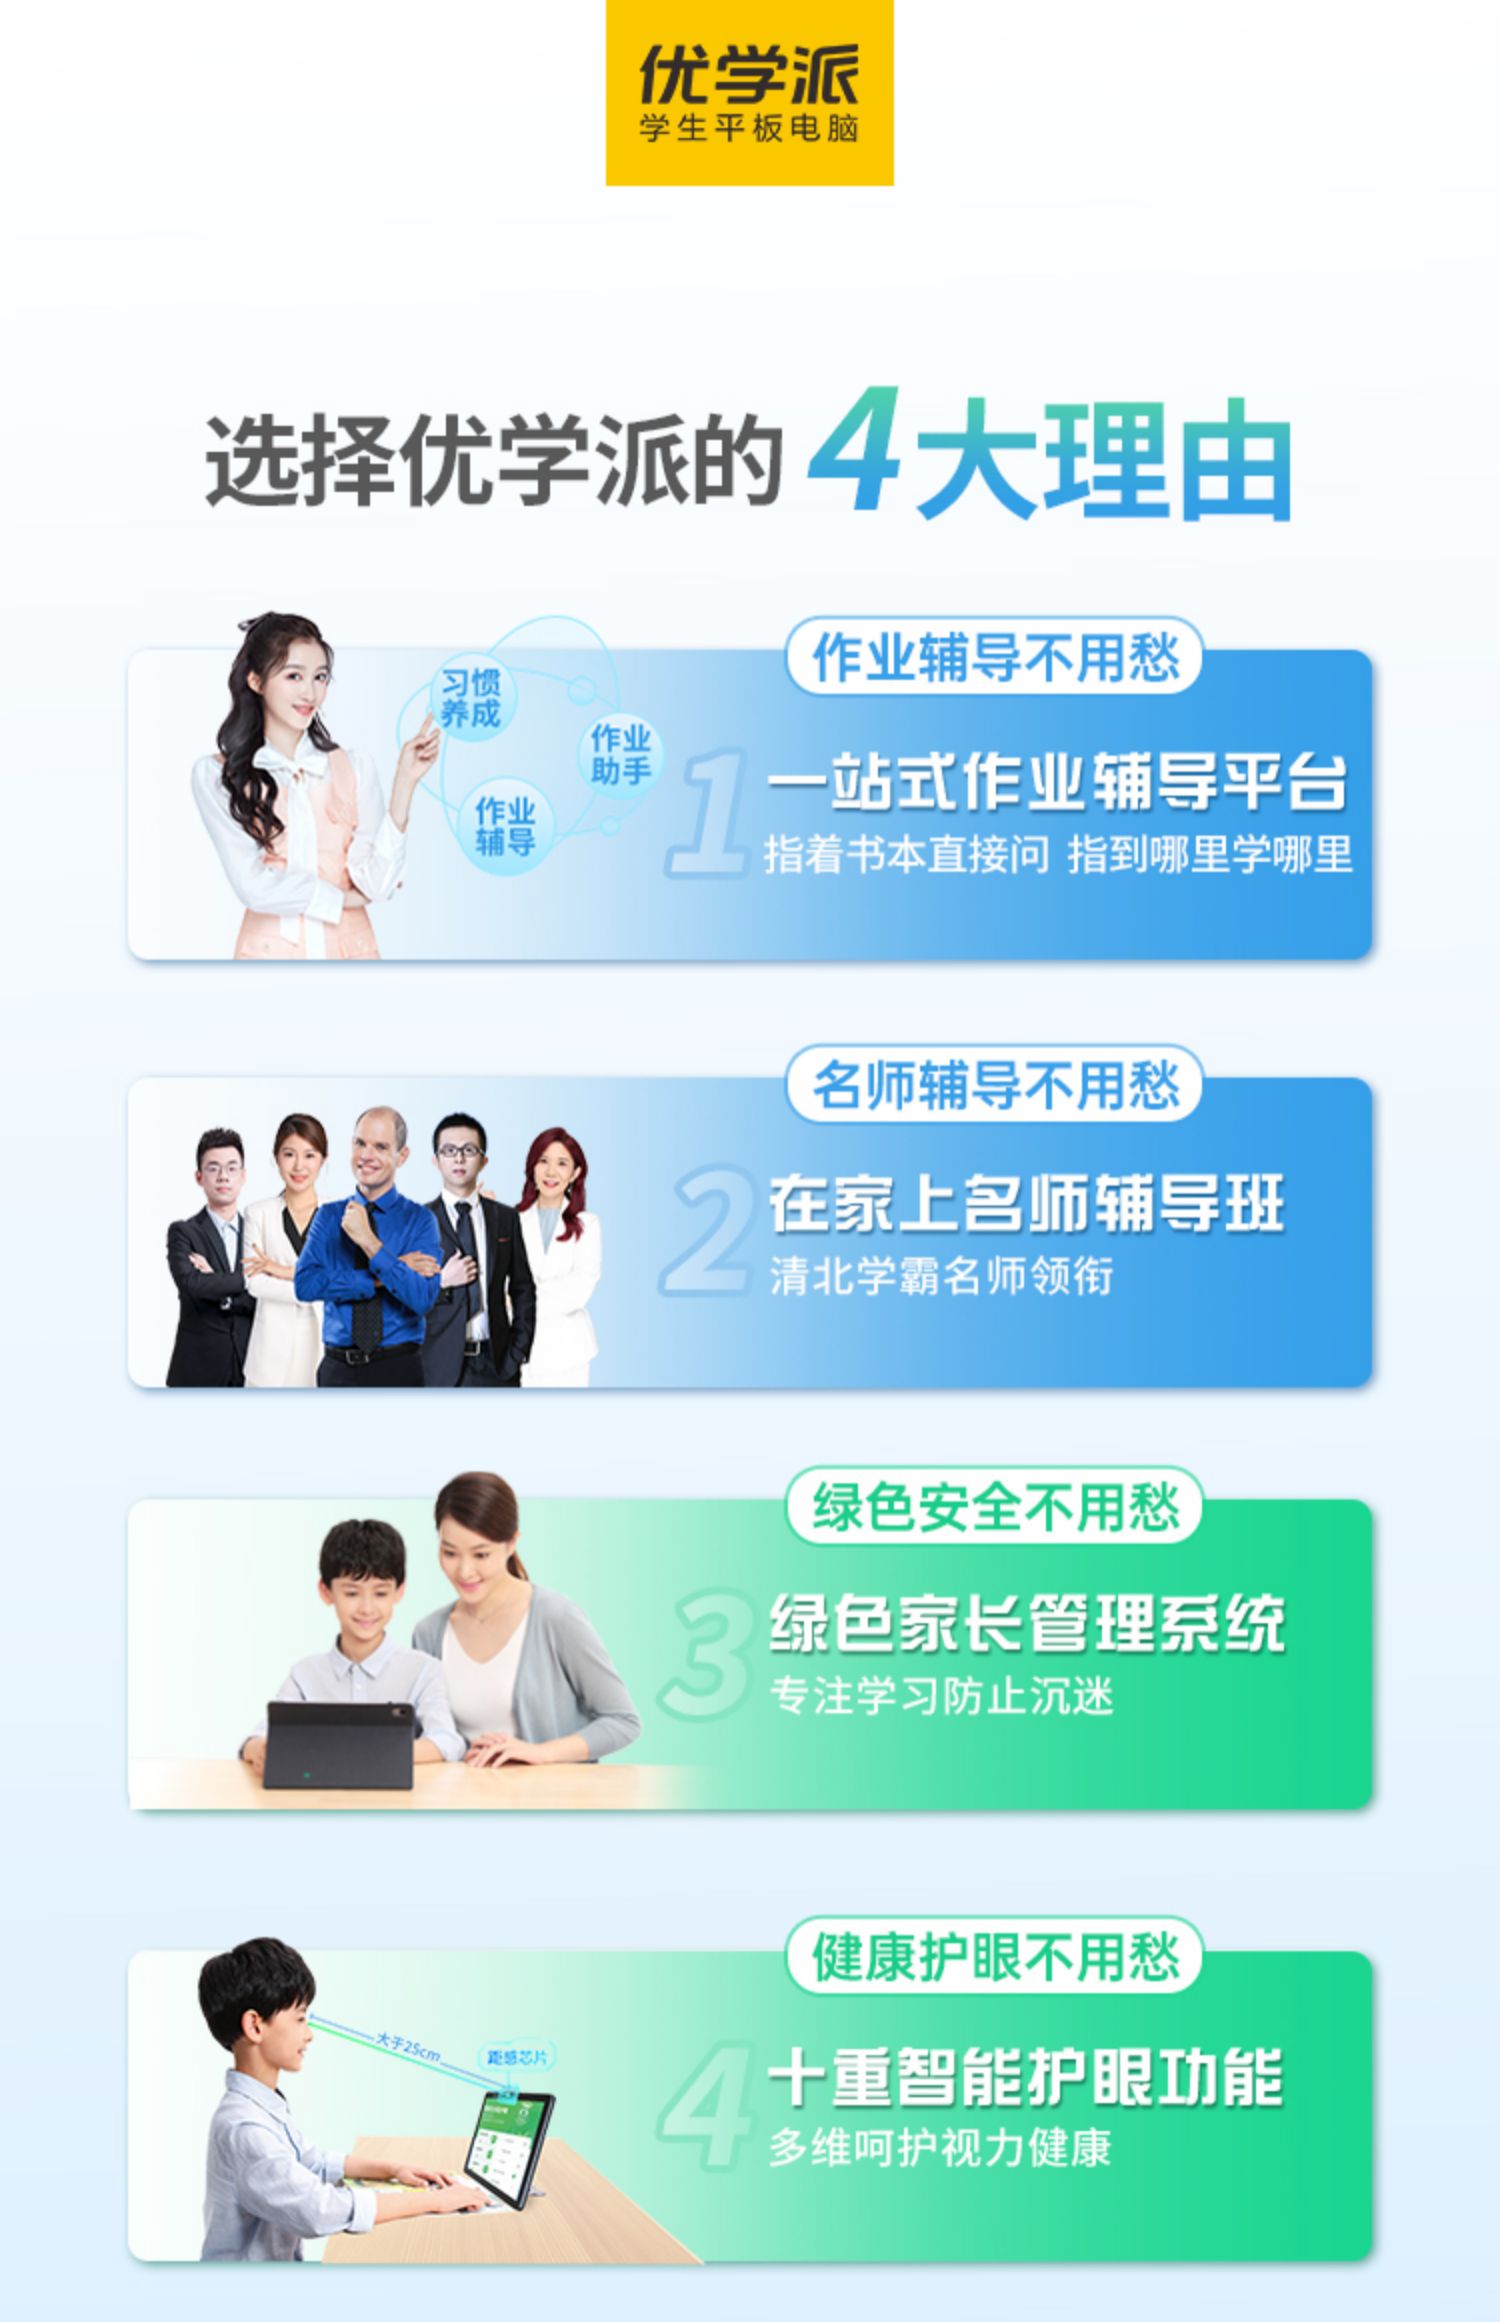 优学派
学生平板电脑
选择优学派的4大理由
作业辅导不用愁
习惯
养成
作业
助手
作业
辅导
1
一站式作业辅导平台
指着书本直接问 指到哪里学哪里
名师辅导不用愁
2
在家上名师辅导班
清北学霸名师领衔
绿色安全不用愁
3
绿色家长管理系统
专注学习防止沉迷
健康护眼不用愁
大于25cm
距感芯片
4
十重智能护眼功能
多维呵护视力健康